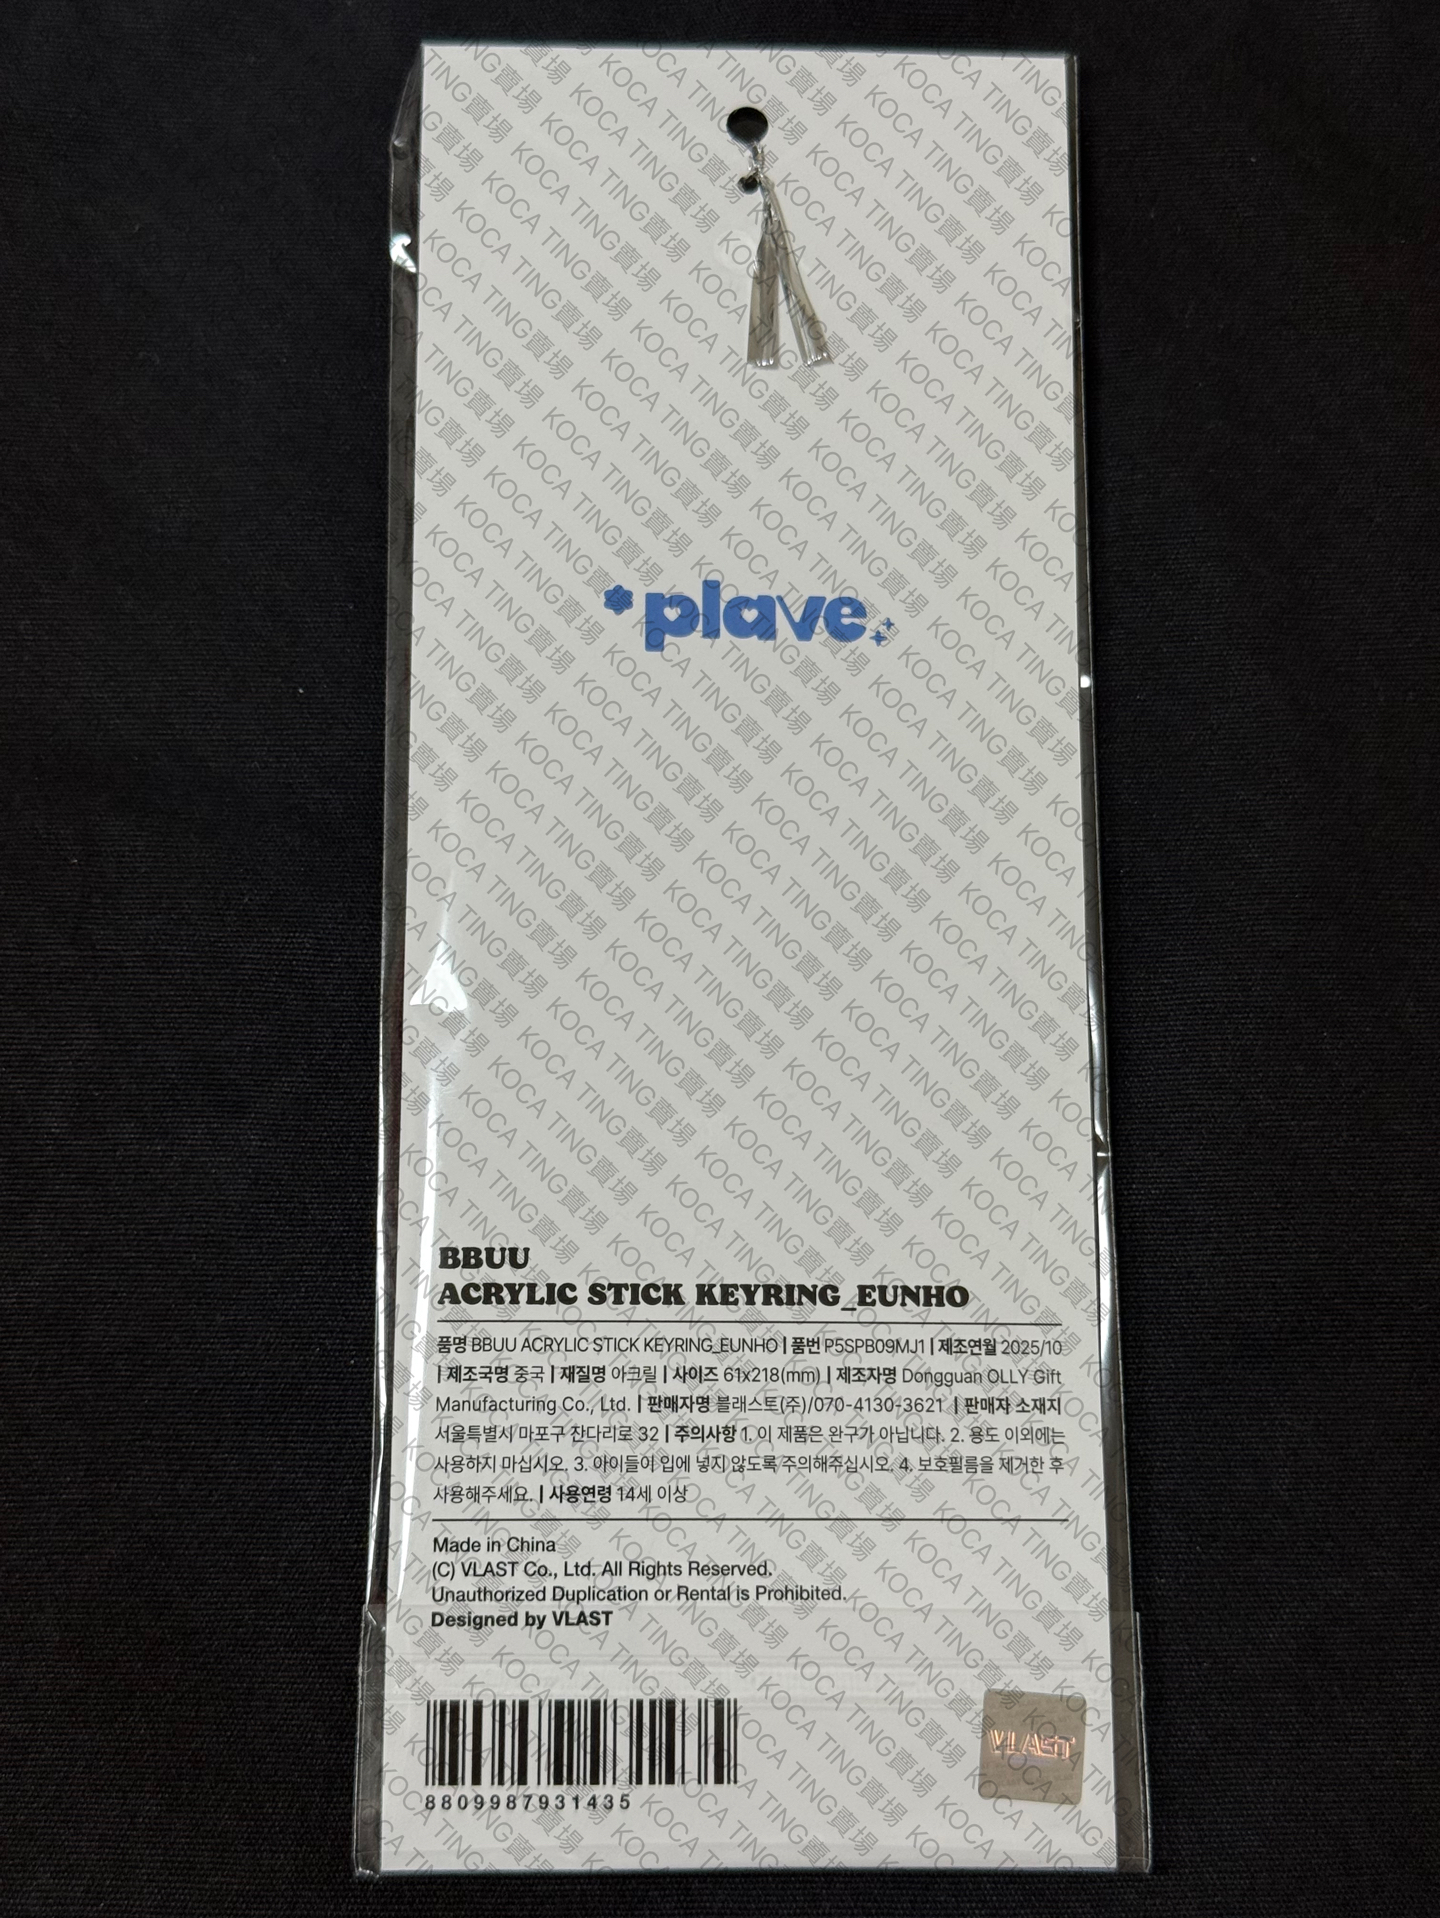 plave
BBUU
ACRYLIC STICK KEYRING_EUNHO
품명 BBUU ACRYLIC STICK KEYRING_EUNHO | 품번 P5SPB09MJ1 | 제조연월 2025/10
| 제조국명 중국 | 재질명 아크릴 | 사이즈 61x218(mm) | 제조자명 Dongguan OLLY Gift
Manufacturing Co., Ltd. | 판매자명 블래스트(주)/070-4130-3621 | 판매자 소재지
서울특별시 마포구 잔다리로 32 | 주의사항 1. 이 제품은 완구가 아닙니다. 2. 용도 이외에는
사용하지 마십시오. 3. 아이들이 입에 넣지 않도록 주의해주십시오. 4. 보호필름을 제거한 후
사용해주세요. | 사용연령 14세 이상
Made in China
(C) VLAST Co., Ltd. All Rights Reserved.
Unauthorized Duplication or Rental is Prohibited.
Designed by VLAST
8809987931435
VLAST
KOCA TING賣場